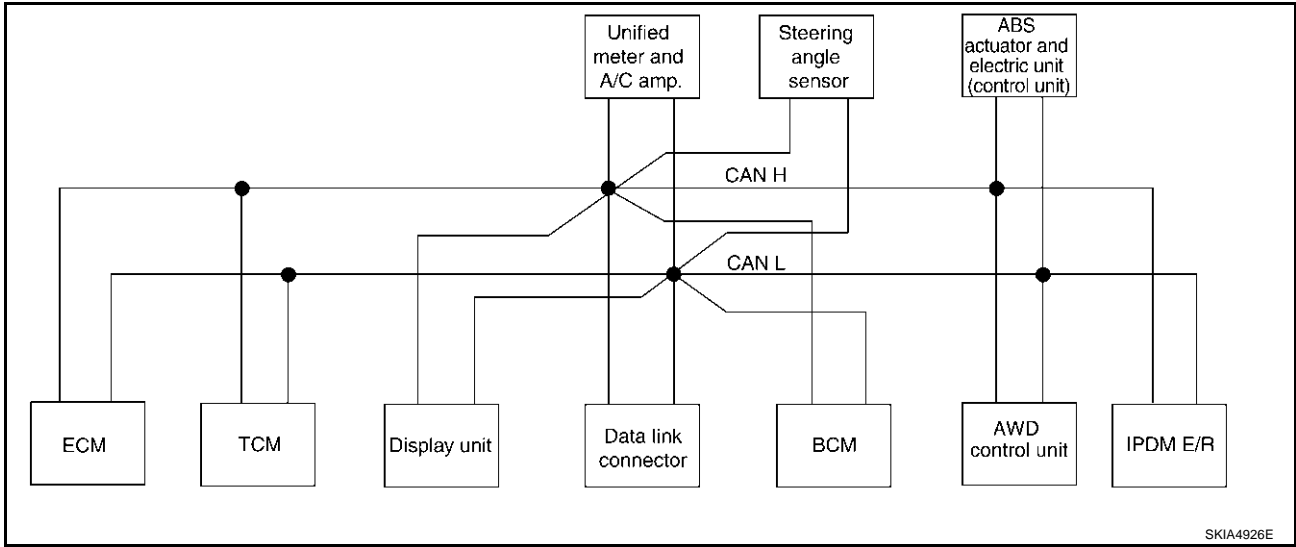 Unified
meter and
A/C amp.
Steering
angle
sensor
ABS
actuator and
electric unit
(control unit)
CAN H
CAN L
ECM
TCM
Display unit
Data link
connector
BCM
AWD
control unit
IPDM E/R
SKIA4926E